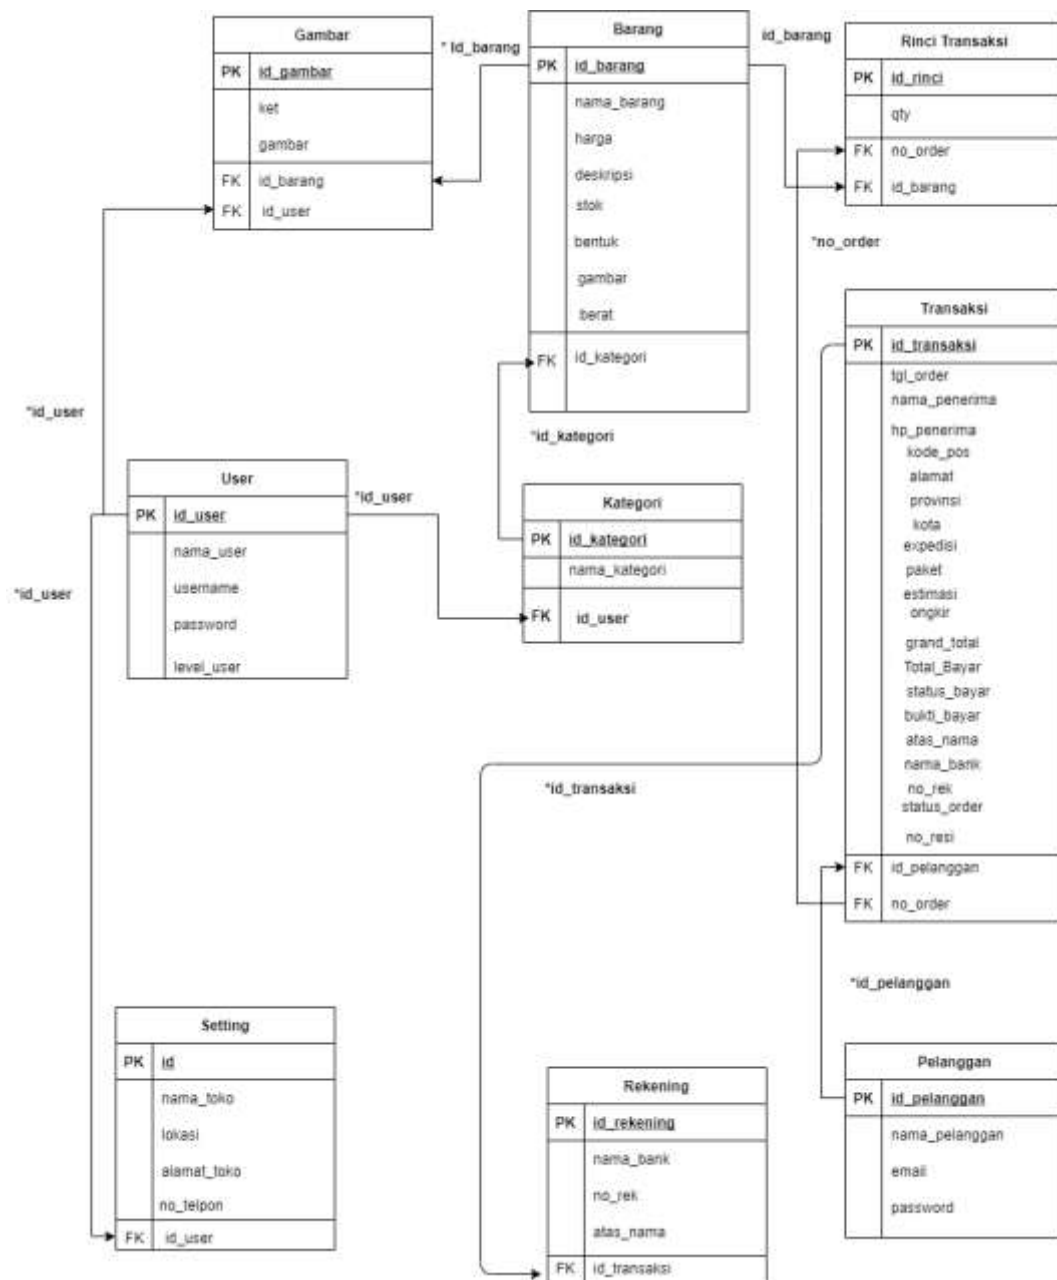 Gambar
PK id_gambar
ket
gambar
FK id_barang
FK id_user
* Id_barang
Barang
PK id_barang
nama_barang
harga
deskripsi
stok
bentuk
gambar
berat
FK id_kategori
id_barang
Rinci Transaksi
PK id_rinci
qty
FK no_order
FK id_barang
*no_order
Transaksi
PK id_transaksi
tgl_order
nama_penerima
hp_penerima
kode_pos
alamat
provinsi
kota
expedisi
paket
estimasi
ongkir
grand_total
Total_Bayar
status_bayar
bukti_bayar
atas_nama
nama_bank
no_rek
status_order
no_resi
FK id_pelanggan
FK no_order
*id_user
*id_kategori
User
PK id_user
nama_user
username
password
level_user
*id_user
Kategori
PK id_kategori
nama_kategori
FK id_user
*id_user
*id_transaksi
*id_pelanggan
Setting
PK id
nama_toko
lokasi
alamat_toko
no_telpon
FK id_user
Rekening
PK id_rekening
nama_bank
no_rek
atas_nama
FK id_transaksi
Pelanggan
PK id_pelanggan
nama_pelanggan
email
password